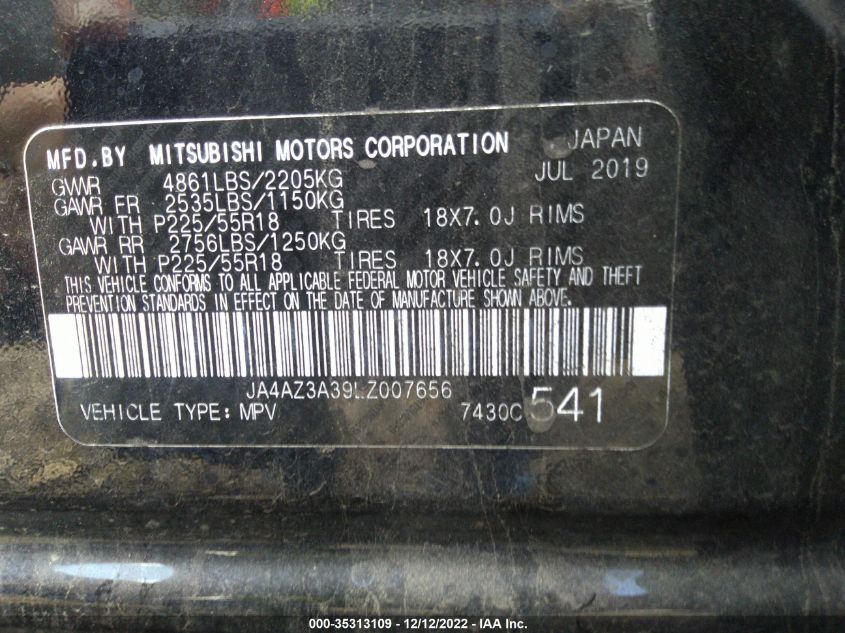 MFD.BY MITSUBISHI MOTORS CORPORATION JAPAN
GVWR 4861LBS/2205KG JUL 2019
GAWR FR 2535LBS/1150KG
WITH P225/55R18 TIRES 18X7.0J RIMS
GAWR RR 2756LBS/1250KG
WITH P225/55R18 TIRES 18X7.0J RIMS
THIS VEHICLE CONFORMS TO ALL APPLICABLE FEDERAL MOTOR VEHICLE SAFETY AND THEFT
PREVENTION STANDARDS IN EFFECT ON THE DATE OF MANUFACTURE SHOWN ABOVE.
JA4AZ3A39LZ007656
VEHICLE TYPE: MPV 7430C 541
000-35313109 - 12/12/2022 - IAA Inc.